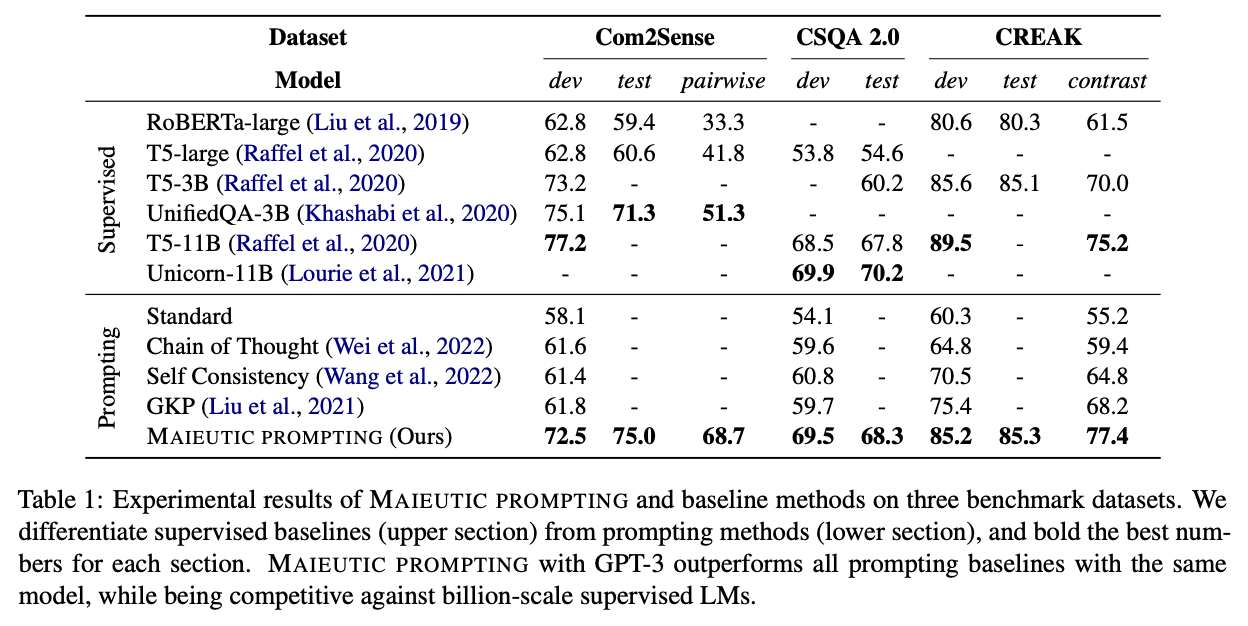 Dataset Com2Sense CSQA 2.0 CREAK
Model dev test pairwise dev test dev test contrast
Supervised
RoBERTa-large (Liu et al., 2019) 62.8 59.4 33.3 - - 80.6 80.3 61.5
T5-large (Raffel et al., 2020) 62.8 60.6 41.8 53.8 54.6 - - -
T5-3B (Raffel et al., 2020) 73.2 - - - 60.2 85.6 85.1 70.0
UnifiedQA-3B (Khashabi et al., 2020) 75.1 71.3 51.3 - - - - -
T5-11B (Raffel et al., 2020) 77.2 - - 68.5 67.8 89.5 - 75.2
Unicorn-11B (Lourie et al., 2021) - - - 69.9 70.2 - - -
Prompting
Standard 58.1 - - 54.1 - 60.3 - 55.2
Chain of Thought (Wei et al., 2022) 61.6 - - 59.6 - 64.8 - 59.4
Self Consistency (Wang et al., 2022) 61.4 - - 60.8 - 70.5 - 64.8
GKP (Liu et al., 2021) 61.8 - - 59.7 - 75.4 - 68.2
MAIEUTIC PROMPTING (Ours) 72.5 75.0 68.7 69.5 68.3 85.2 85.3 77.4
Table 1: Experimental results of MAIEUTIC PROMPTING and baseline methods on three benchmark datasets. We
differentiate supervised baselines (upper section) from prompting methods (lower section), and bold the best num-
bers for each section. MAIEUTIC PROMPTING with GPT-3 outperforms all prompting baselines with the same
model, while being competitive against billion-scale supervised LMs.